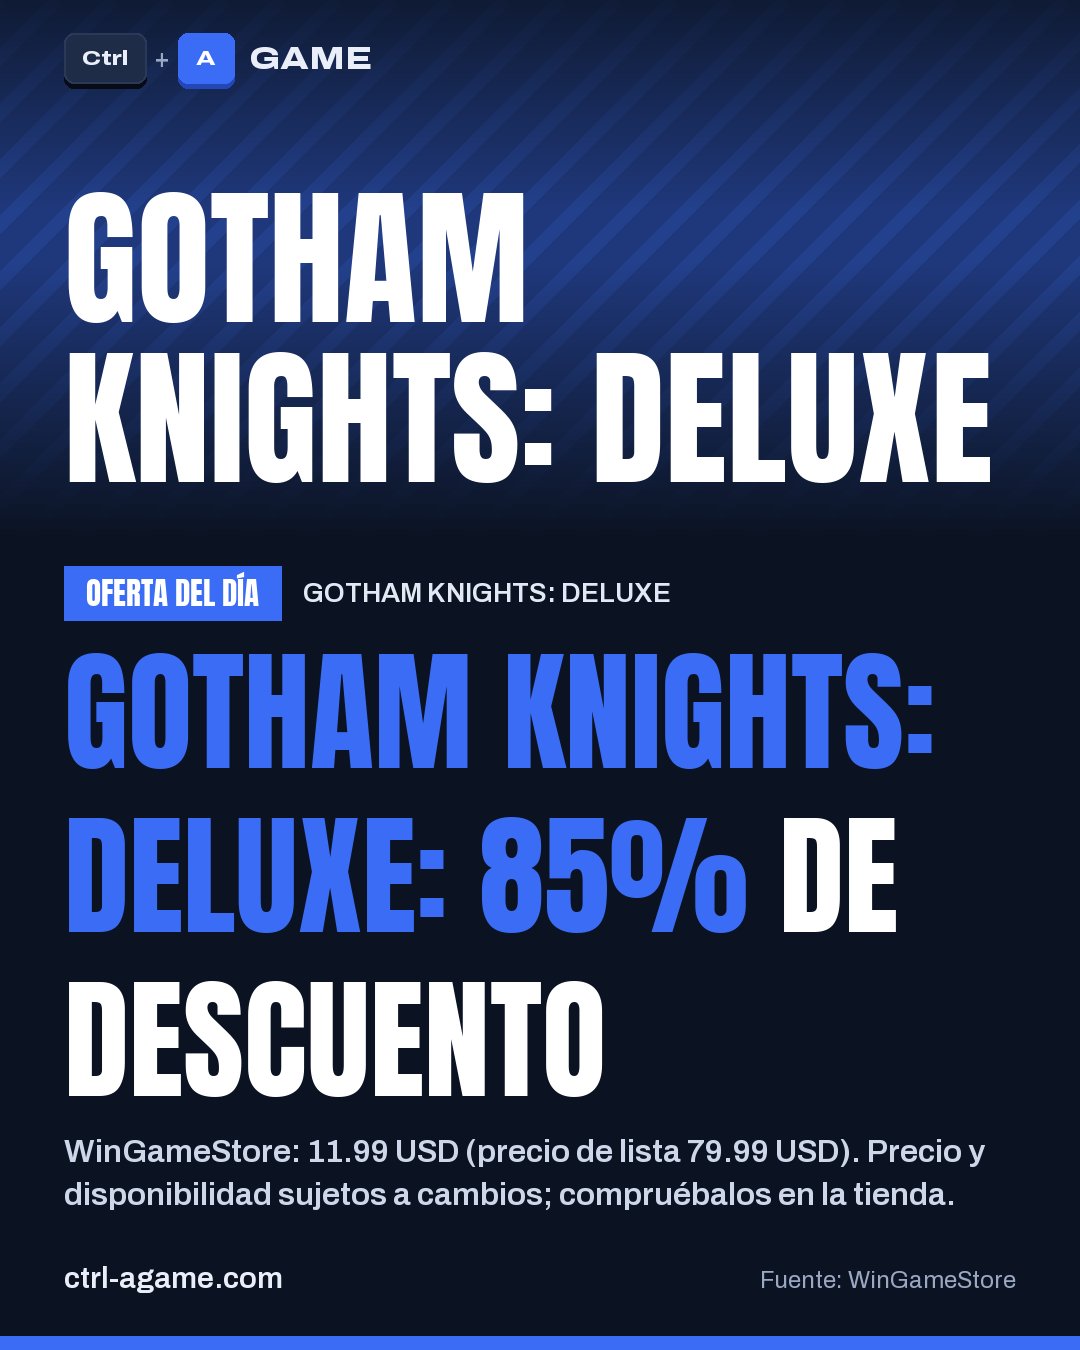 Ctrl + A GAME
GOTHAM
KNIGHTS: DELUXE
OFERTA DEL DÍA GOTHAM KNIGHTS: DELUXE
GOTHAM KNIGHTS:
DELUXE: 85% DE
DESCUENTO
WinGameStore: 11.99 USD (precio de lista 79.99 USD). Precio y
disponibilidad sujetos a cambios; compruébalos en la tienda.
ctrl-agame.com Fuente: WinGameStore